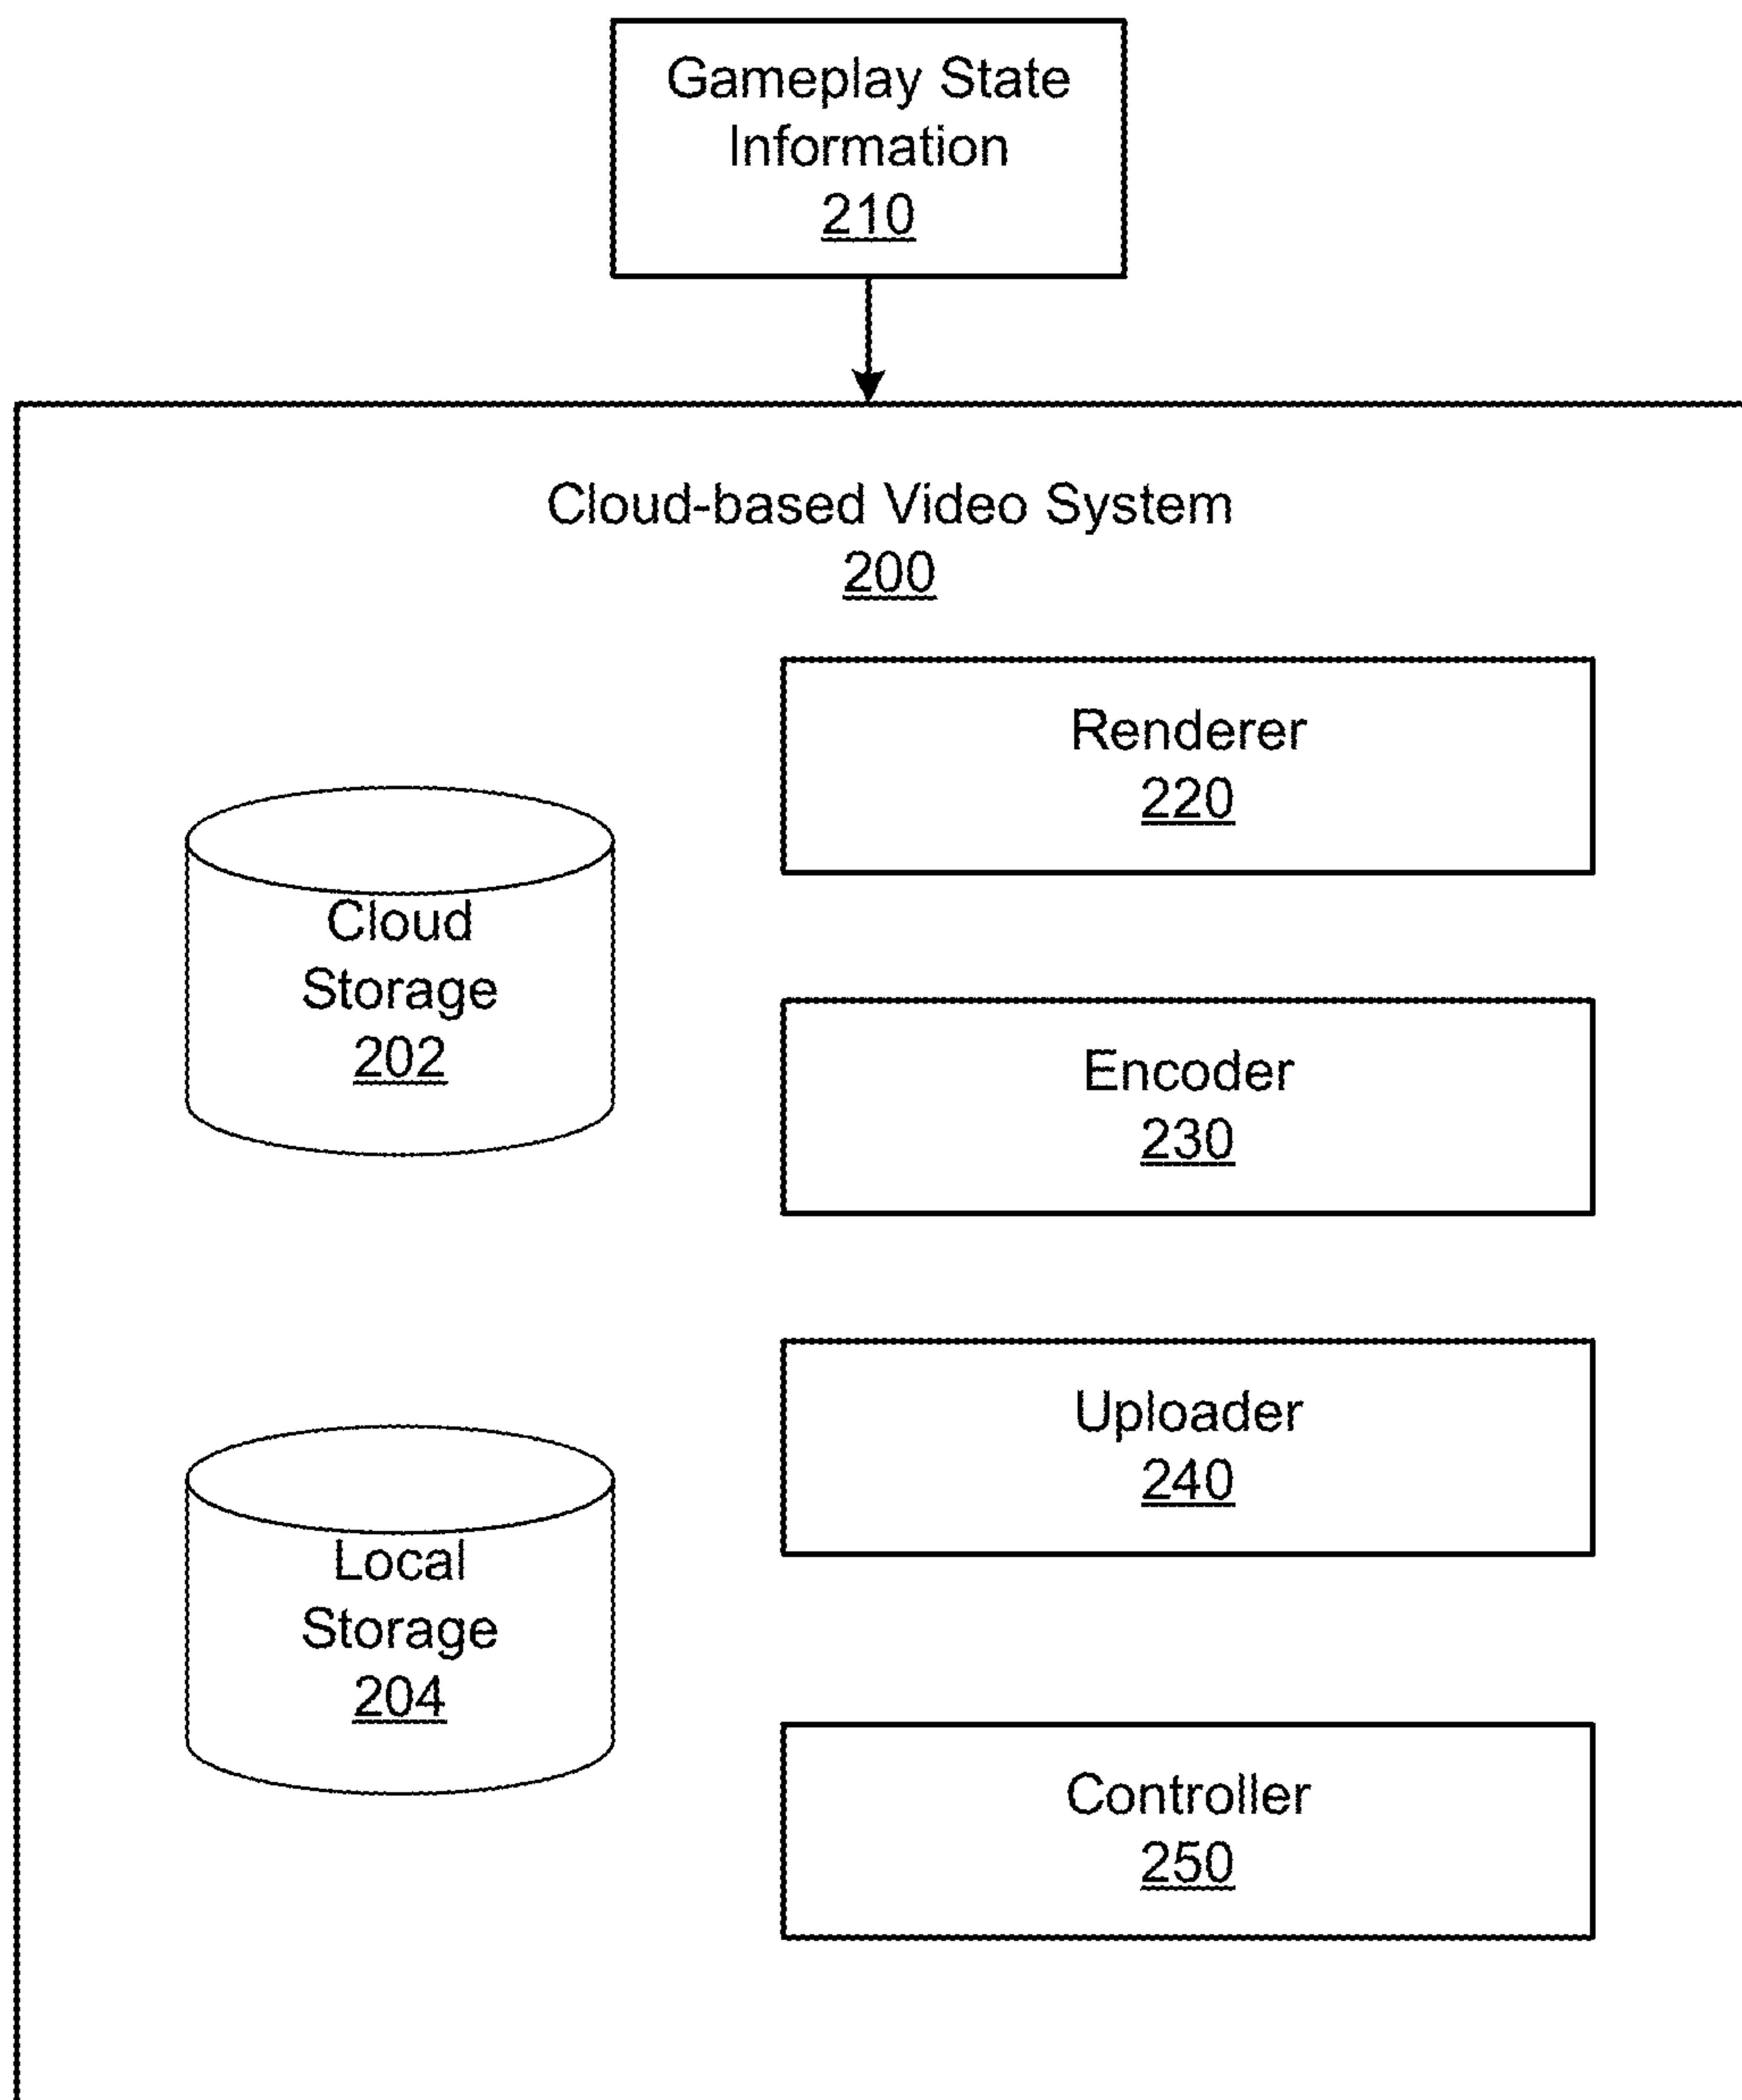 Gameplay State
Information
210
Cloud-based Video System
200
Renderer
220
Cloud
Storage
202
Encoder
230
Uploader
240
Local
Storage
204
Controller
250